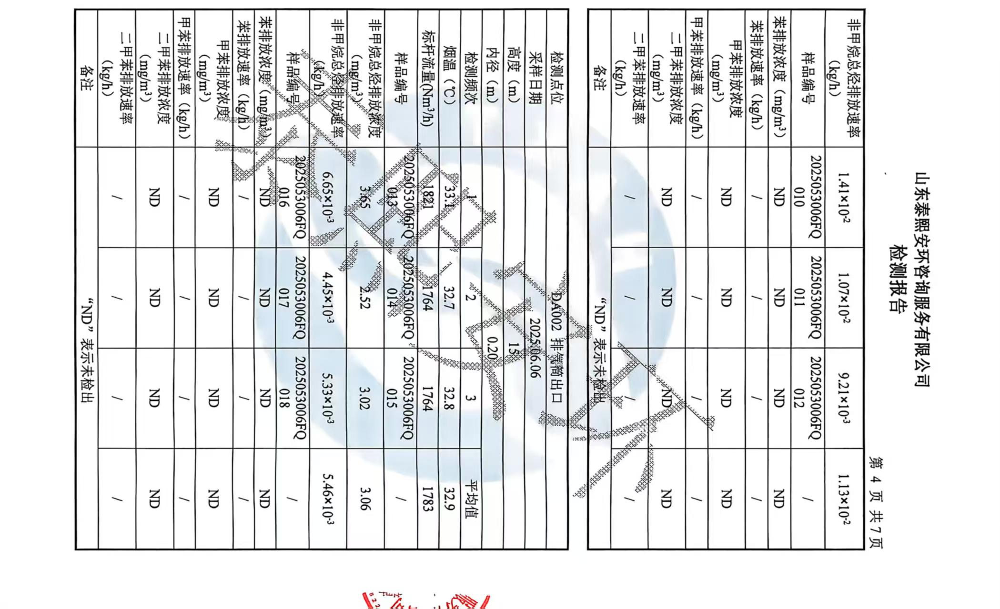 山东泰熙安环咨询服务有限公司
检测报告
第 4 页 共7页
非甲烷总烃排放速率（kg/h） 1.41×10⁻² 1.07×10⁻² 9.21×10⁻³ 1.13×10⁻²
样品编号 2025053006FQ010 2025053006FQ011 2025053006FQ012 /
苯排放浓度（mg/m³） ND ND ND ND
苯排放速率（kg/h） / / / /
甲苯排放浓度（mg/m³） ND ND ND ND
甲苯排放速率（kg/h） / / / /
二甲苯排放浓度（mg/m³） ND ND ND ND
二甲苯排放速率（kg/h） / / / /
备注 “ND”表示未检出
检测点位 DA002 排气筒出口
采样日期 2025.06.06
高度（m） 15
内径（m） 0.20
检测频次 1 2 3 平均值
烟温（℃） 33.1 32.7 32.8 32.9
标杆流量(Nm³/h) 1821 1764 1764 1783
样品编号 2025053006FQ013 2025053006FQ014 2025053006FQ015 /
非甲烷总烃排放浓度（mg/m³） 3.65 2.52 3.02 3.06
非甲烷总烃排放速率（kg/h） 6.65×10⁻³ 4.45×10⁻³ 5.33×10⁻³ 5.46×10⁻³
样品编号 2025053006FQ016 2025053006FQ017 2025053006FQ018 /
苯排放浓度（mg/m³） ND ND ND ND
苯排放速率（kg/h） / / / /
甲苯排放浓度（mg/m³） ND ND ND ND
甲苯排放速率（kg/h） / / / /
二甲苯排放浓度（mg/m³） ND ND ND ND
二甲苯排放速率（kg/h） / / / /
备注 “ND”表示未检出